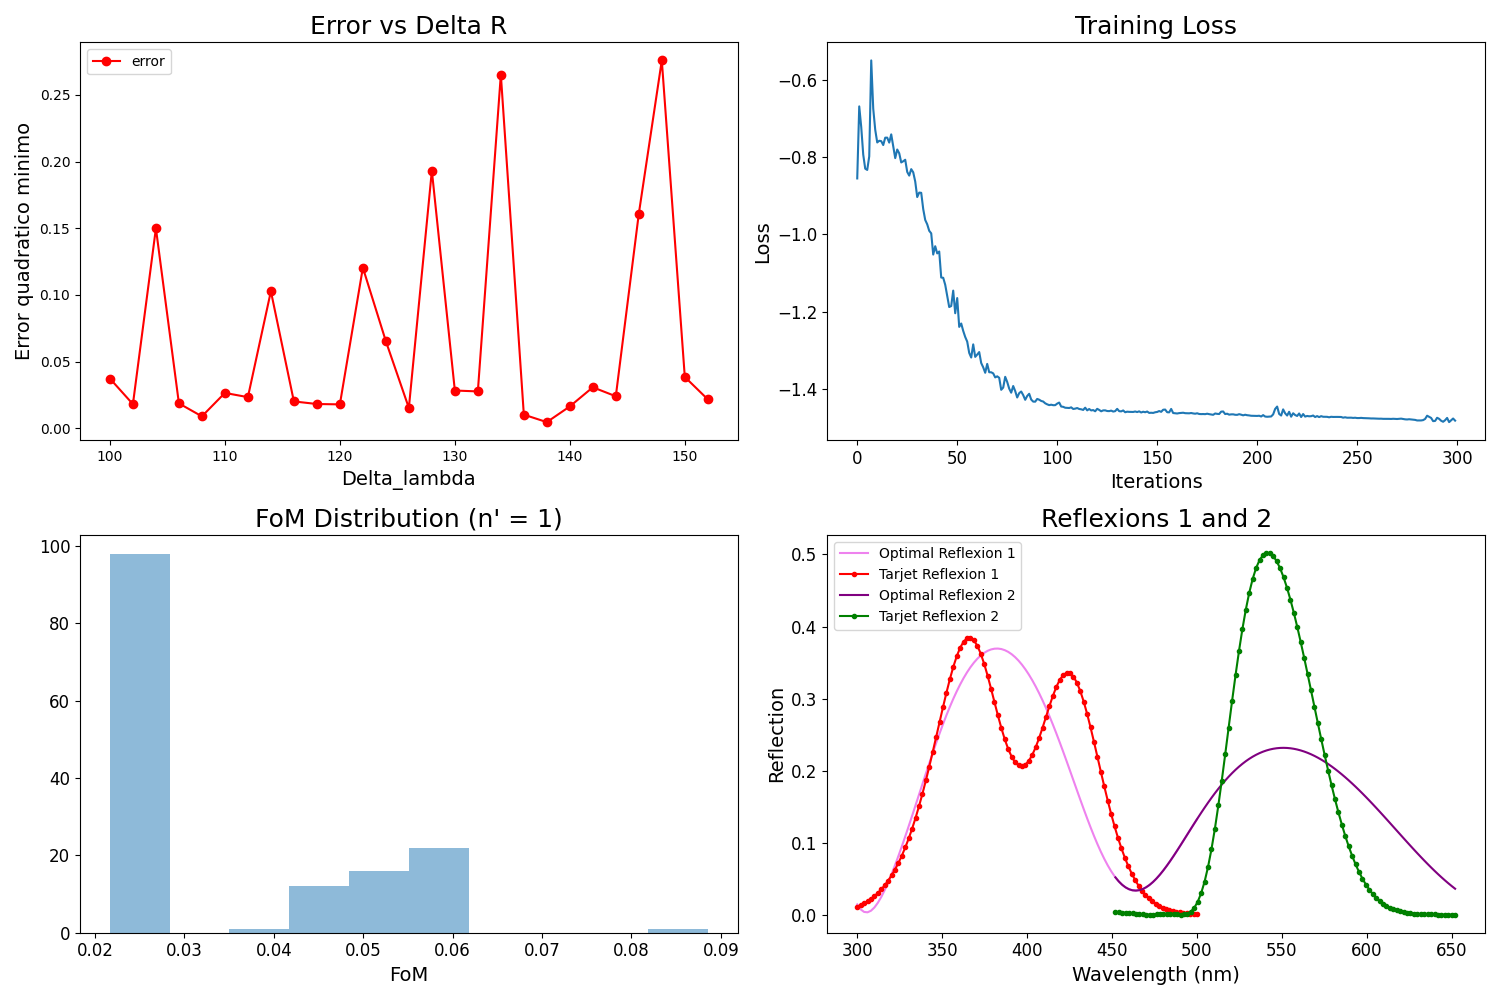 Error vs Delta R
error
Error quadratico minimo
0.25
0.20
0.15
0.10
0.05
0.00
100 110 120 130 140 150
Delta_lambda
Training Loss
Loss
−0.6
−0.8
−1.0
−1.2
−1.4
0 50 100 150 200 250 300
Iterations
FoM Distribution (n' = 1)
100
80
60
40
20
0
0.02 0.03 0.04 0.05 0.06 0.07 0.08 0.09
FoM
Reflexions 1 and 2
Optimal Reflexion 1
Tarjet Reflexion 1
Optimal Reflexion 2
Tarjet Reflexion 2
Reflection
0.5
0.4
0.3
0.2
0.1
0.0
300 350 400 450 500 550 600 650
Wavelength (nm)